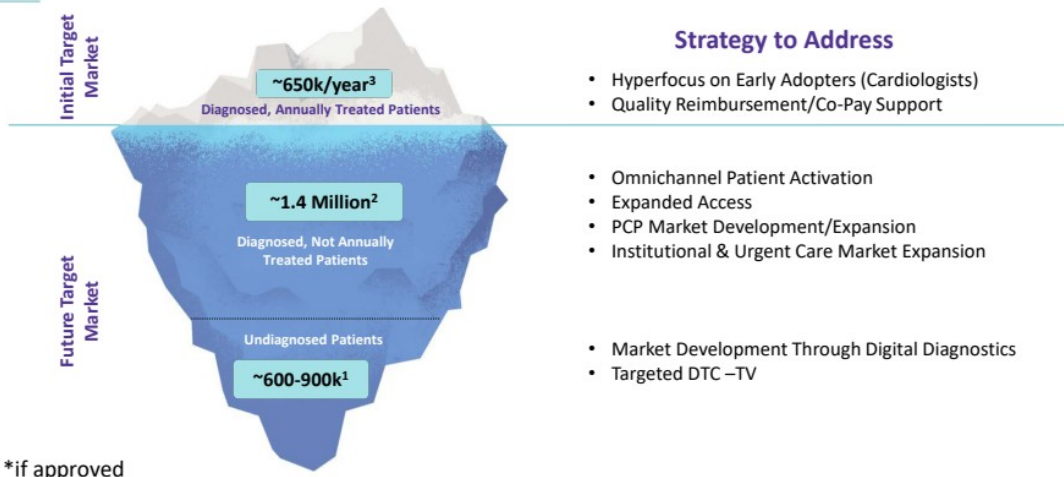 Initial Target
Market
~650k/year3
Diagnosed, Annually Treated Patients
Strategy to Address
• Hyperfocus on Early Adopters (Cardiologists)
• Quality Reimbursement/Co-Pay Support
Future Target
Market
~1.4 Million2
Diagnosed, Not Annually
Treated Patients
• Omnichannel Patient Activation
• Expanded Access
• PCP Market Development/Expansion
• Institutional & Urgent Care Market Expansion
Undiagnosed Patients
~600-900k1
• Market Development Through Digital Diagnostics
• Targeted DTC –TV
*if approved